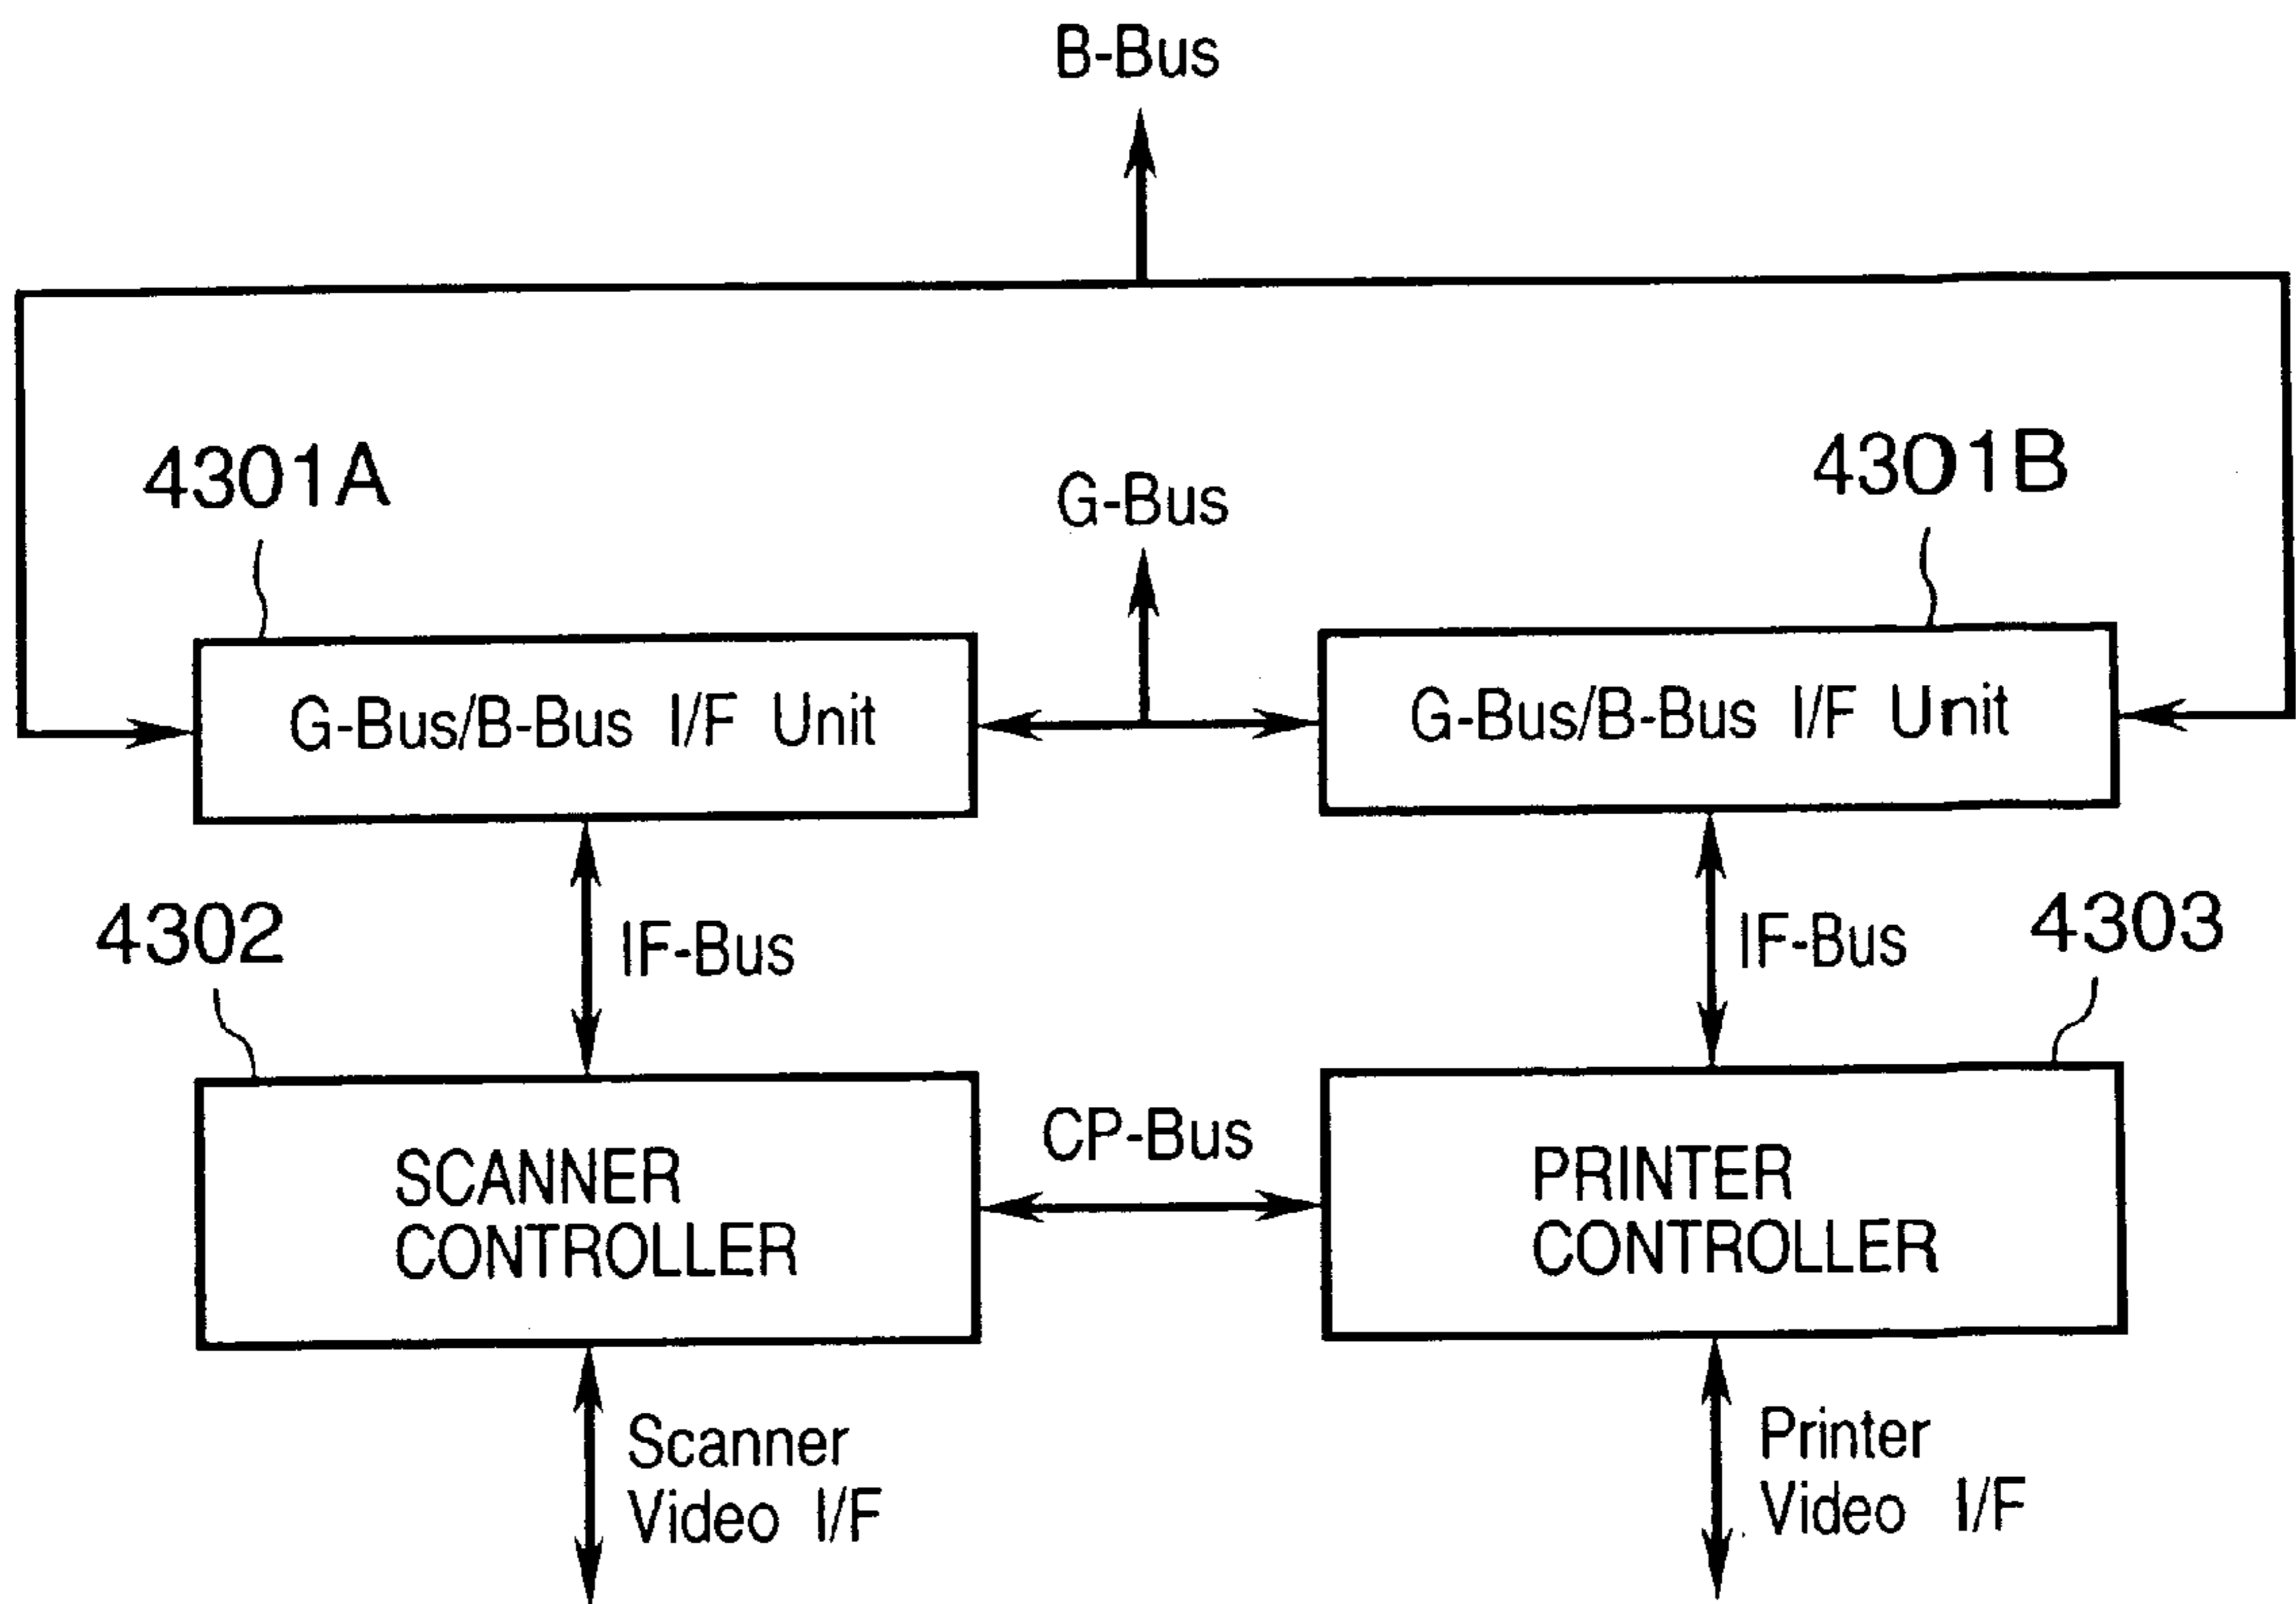 B-Bus
4301A
G-Bus
4301B
G-Bus/B-Bus I/F Unit
G-Bus/B-Bus I/F Unit
4302
IF-Bus
IF-Bus
4303
SCANNER
CONTROLLER
CP-Bus
PRINTER
CONTROLLER
Scanner
Video I/F
Printer
Video I/F